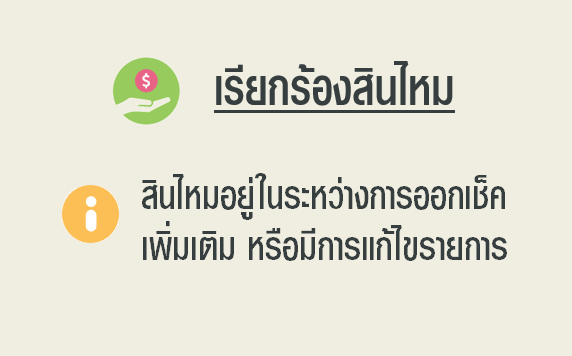 เรียกร้องสินไหม
สินไหมอยู่ในระหว่างการออกเช็ค
เพิ่มเติม หรือมีการแก้ไขรายการ